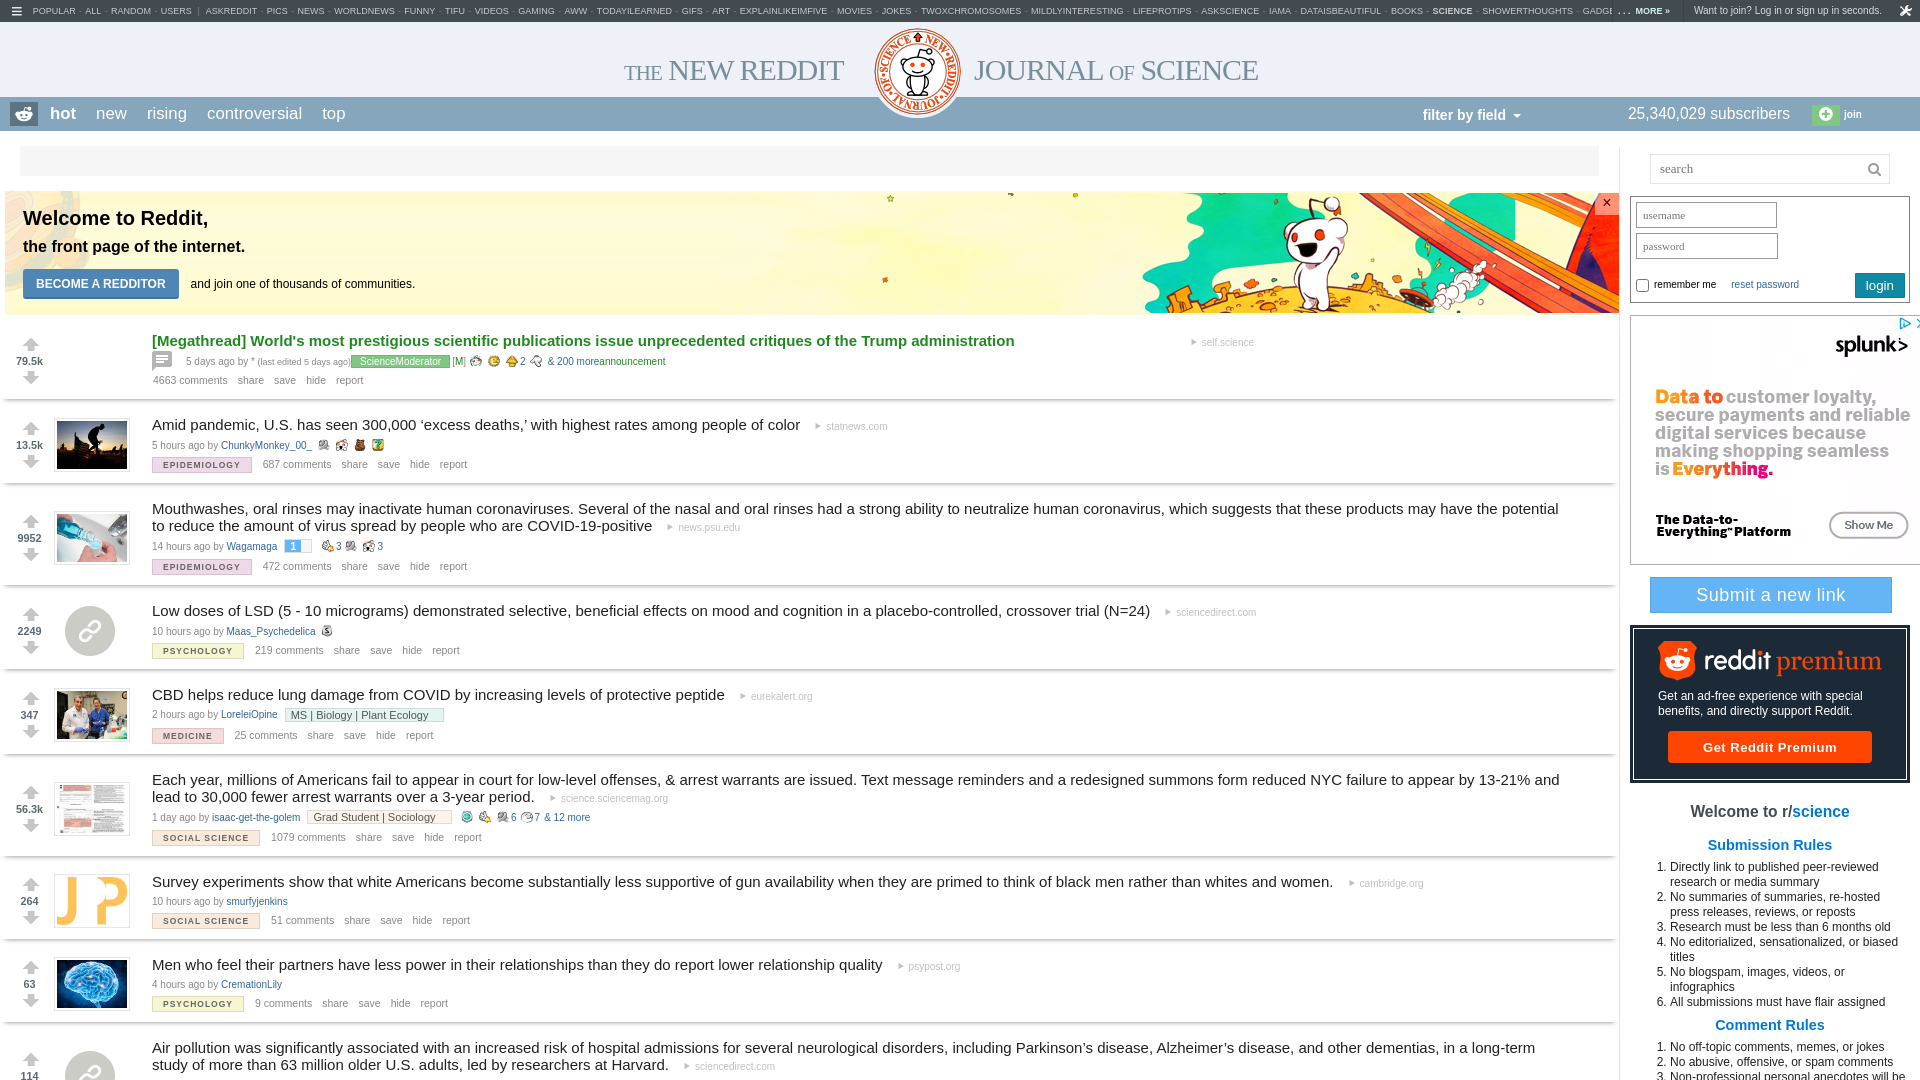 POPULAR - ALL - RANDOM - USERS | ASKREDDIT - PICS - NEWS - WORLDNEWS - FUNNY - TIFU - VIDEOS - GAMING - AWW - TODAYILEARNED - GIFS - ART - EXPLAINLIKEIMFIVE - MOVIES - JOKES - TWOXCHROMOSOMES - MILDLYINTERESTING - LIFEPROTIPS - ASKSCIENCE - IAMA - DATAISBEAUTIFUL - BOOKS - SCIENCE - SHOWERTHOUGHTS - GADGE ... MORE » Want to join? Log in or sign up in seconds.
THE NEW REDDIT JOURNAL OF SCIENCE
SCIENCE NEW REDDIT JOURNAL OF
hot new rising controversial top filter by field 25,340,029 subscribers join
search
Welcome to Reddit,
the front page of the internet.
BECOME A REDDITOR and join one of thousands of communities.
×
username
password
remember me reset password login
79.5k
[Megathread] World's most prestigious scientific publications issue unprecedented critiques of the Trump administration self.science
5 days ago by * (last edited 5 days ago) ScienceModerator [M] 2 & 200 more announcement
4663 comments share save hide report
13.5k
Amid pandemic, U.S. has seen 300,000 ‘excess deaths,’ with highest rates among people of color statnews.com
5 hours ago by ChunkyMonkey_00_
EPIDEMIOLOGY 687 comments share save hide report
9952
Mouthwashes, oral rinses may inactivate human coronaviruses. Several of the nasal and oral rinses had a strong ability to neutralize human coronavirus, which suggests that these products may have the potential
to reduce the amount of virus spread by people who are COVID-19-positive news.psu.edu
14 hours ago by Wagamaga 1 3 3
EPIDEMIOLOGY 472 comments share save hide report
2249
Low doses of LSD (5 - 10 micrograms) demonstrated selective, beneficial effects on mood and cognition in a placebo-controlled, crossover trial (N=24) sciencedirect.com
10 hours ago by Maas_Psychedelica
PSYCHOLOGY 219 comments share save hide report
347
CBD helps reduce lung damage from COVID by increasing levels of protective peptide eurekalert.org
2 hours ago by LoreleiOpine MS | Biology | Plant Ecology
MEDICINE 25 comments share save hide report
56.3k
Each year, millions of Americans fail to appear in court for low-level offenses, & arrest warrants are issued. Text message reminders and a redesigned summons form reduced NYC failure to appear by 13-21% and
lead to 30,000 fewer arrest warrants over a 3-year period. science.sciencemag.org
1 day ago by isaac-get-the-golem Grad Student | Sociology 6 7 & 12 more
SOCIAL SCIENCE 1079 comments share save hide report
264
JP
Survey experiments show that white Americans become substantially less supportive of gun availability when they are primed to think of black men rather than whites and women. cambridge.org
10 hours ago by smurfyjenkins
SOCIAL SCIENCE 51 comments share save hide report
63
Men who feel their partners have less power in their relationships than they do report lower relationship quality psypost.org
4 hours ago by CremationLily
PSYCHOLOGY 9 comments share save hide report
114
Air pollution was significantly associated with an increased risk of hospital admissions for several neurological disorders, including Parkinson’s disease, Alzheimer’s disease, and other dementias, in a long-term
study of more than 63 million older U.S. adults, led by researchers at Harvard. sciencedirect.com
splunk>
Data to customer loyalty,
secure payments and reliable
digital services because
making shopping seamless
is Everything.
The Data-to-
Everything™ Platform
Show Me
Submit a new link
reddit premium
Get an ad-free experience with special
benefits, and directly support Reddit.
Get Reddit Premium
Welcome to r/science
Submission Rules
1. Directly link to published peer-reviewed
research or media summary
2. No summaries of summaries, re-hosted
press releases, reviews, or reposts
3. Research must be less than 6 months old
4. No editorialized, sensationalized, or biased
titles
5. No blogspam, images, videos, or
infographics
6. All submissions must have flair assigned
Comment Rules
1. No off-topic comments, memes, or jokes
2. No abusive, offensive, or spam comments
3. Non-professional personal anecdotes will be